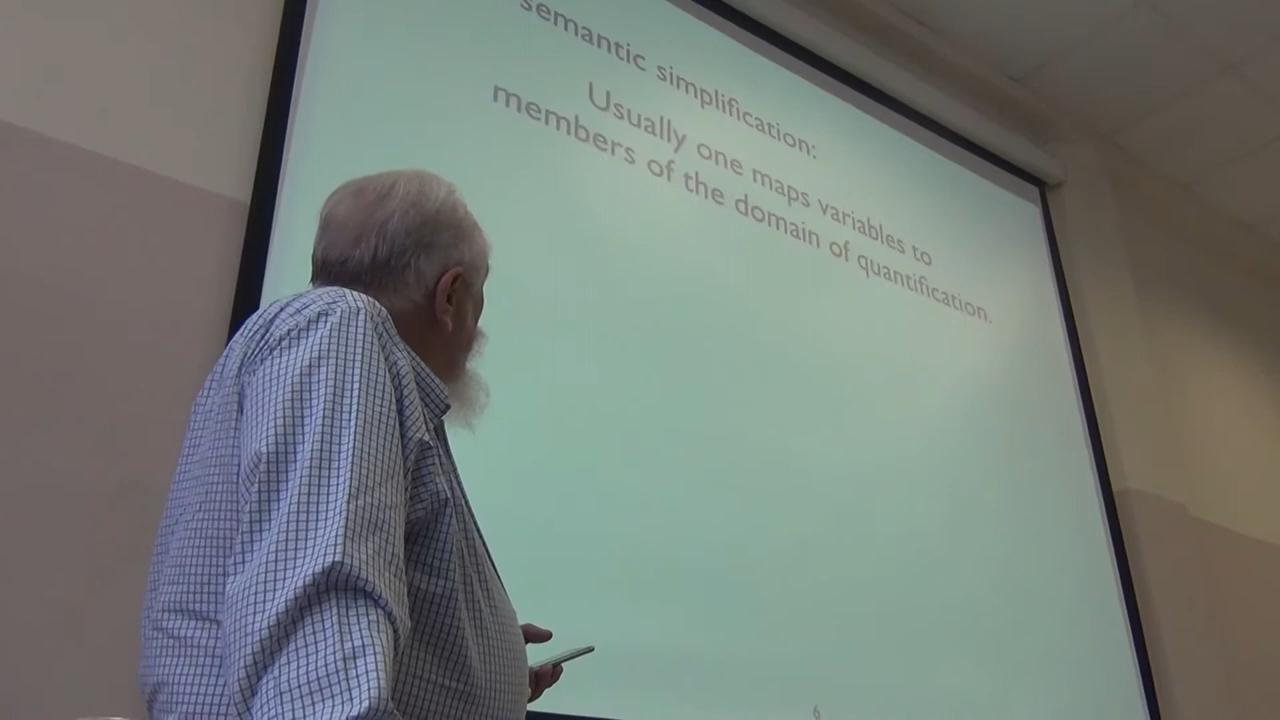 semantic simplification:
Usually one maps variables to
members of the domain of quantification.
6